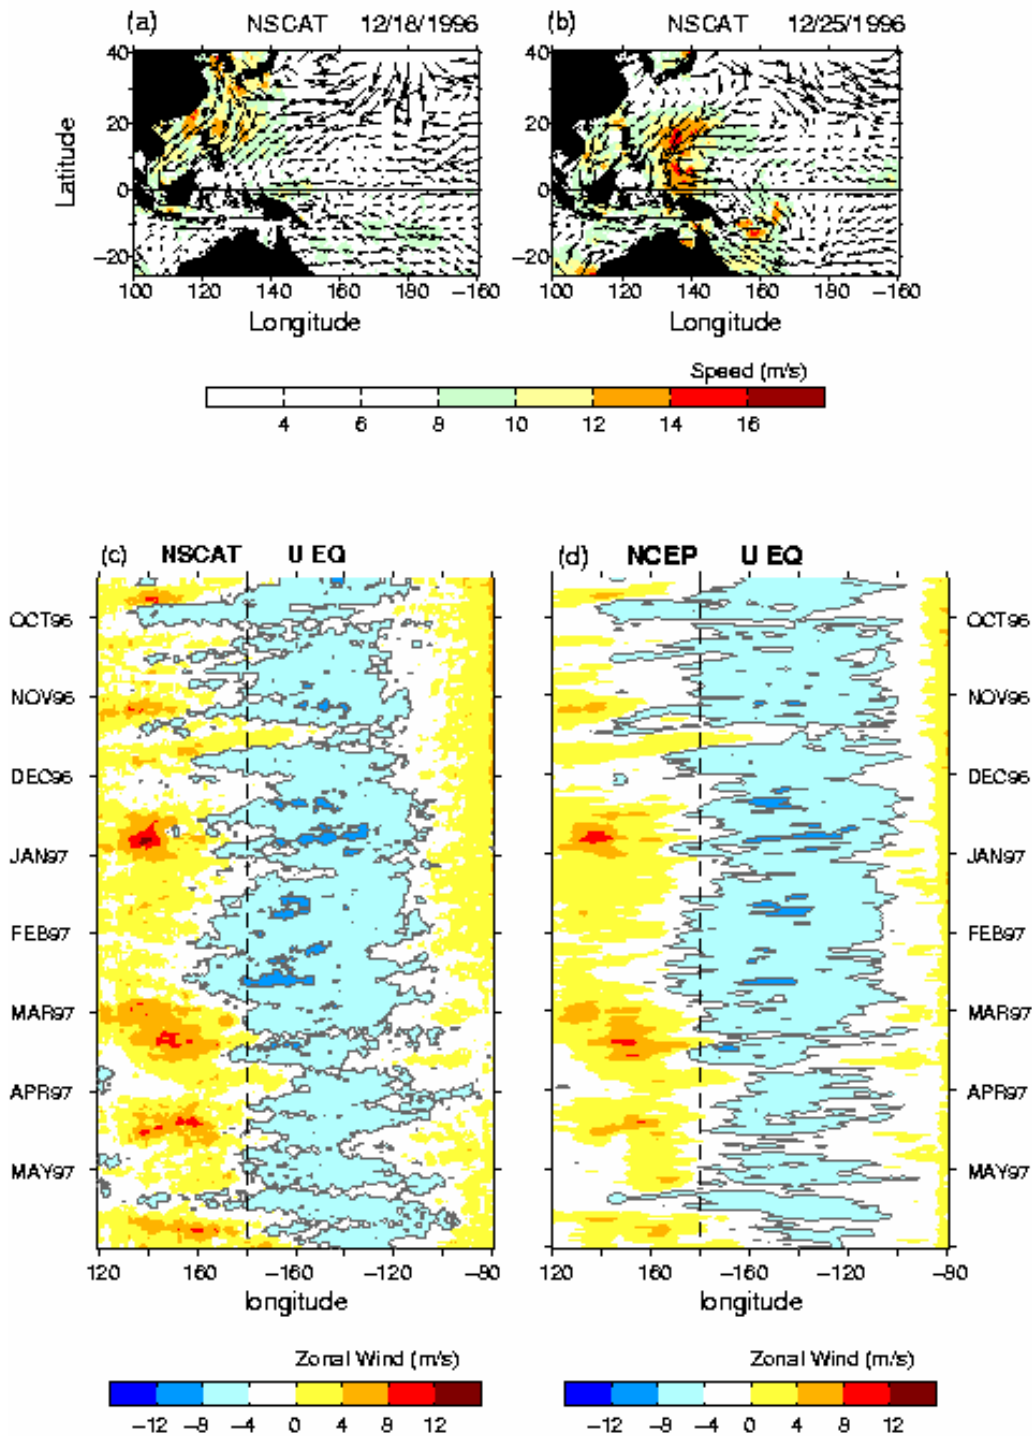 (a) NSCAT 12/18/1996
(b) NSCAT 12/25/1996
Latitude
40
20
0
−20
100 120 140 160 180 −160
Longitude
40
20
0
−20
100 120 140 160 180 −160
Longitude
Speed (m/s)
4 6 8 10 12 14 16
(c) NSCAT U EQ
(d) NCEP U EQ
OCT96
NOV96
DEC96
JAN97
FEB97
MAR97
APR97
MAY97
OCT96
NOV96
DEC96
JAN97
FEB97
MAR97
APR97
MAY97
120 160 −160 −120 −90
longitude
120 160 −160 −120 −90
longitude
Zonal Wind (m/s)
−12 −8 −4 0 4 8 12
Zonal Wind (m/s)
−12 −8 −4 0 4 8 12